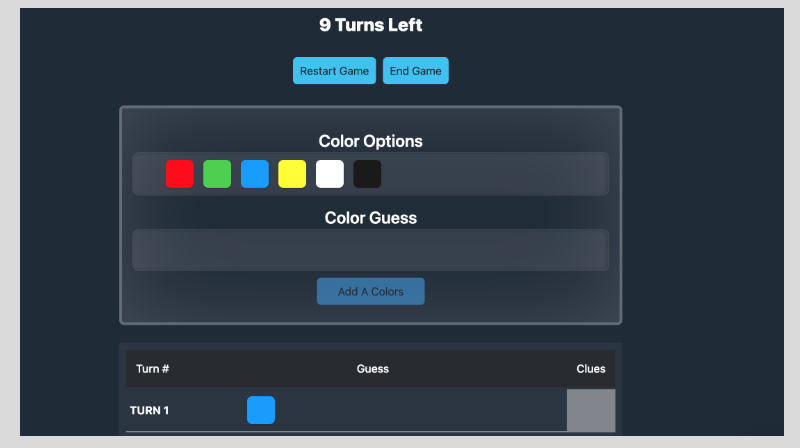 9 Turns Left
Restart Game End Game
Color Options
Color Guess
Add A Colors
Turn # Guess Clues
TURN 1